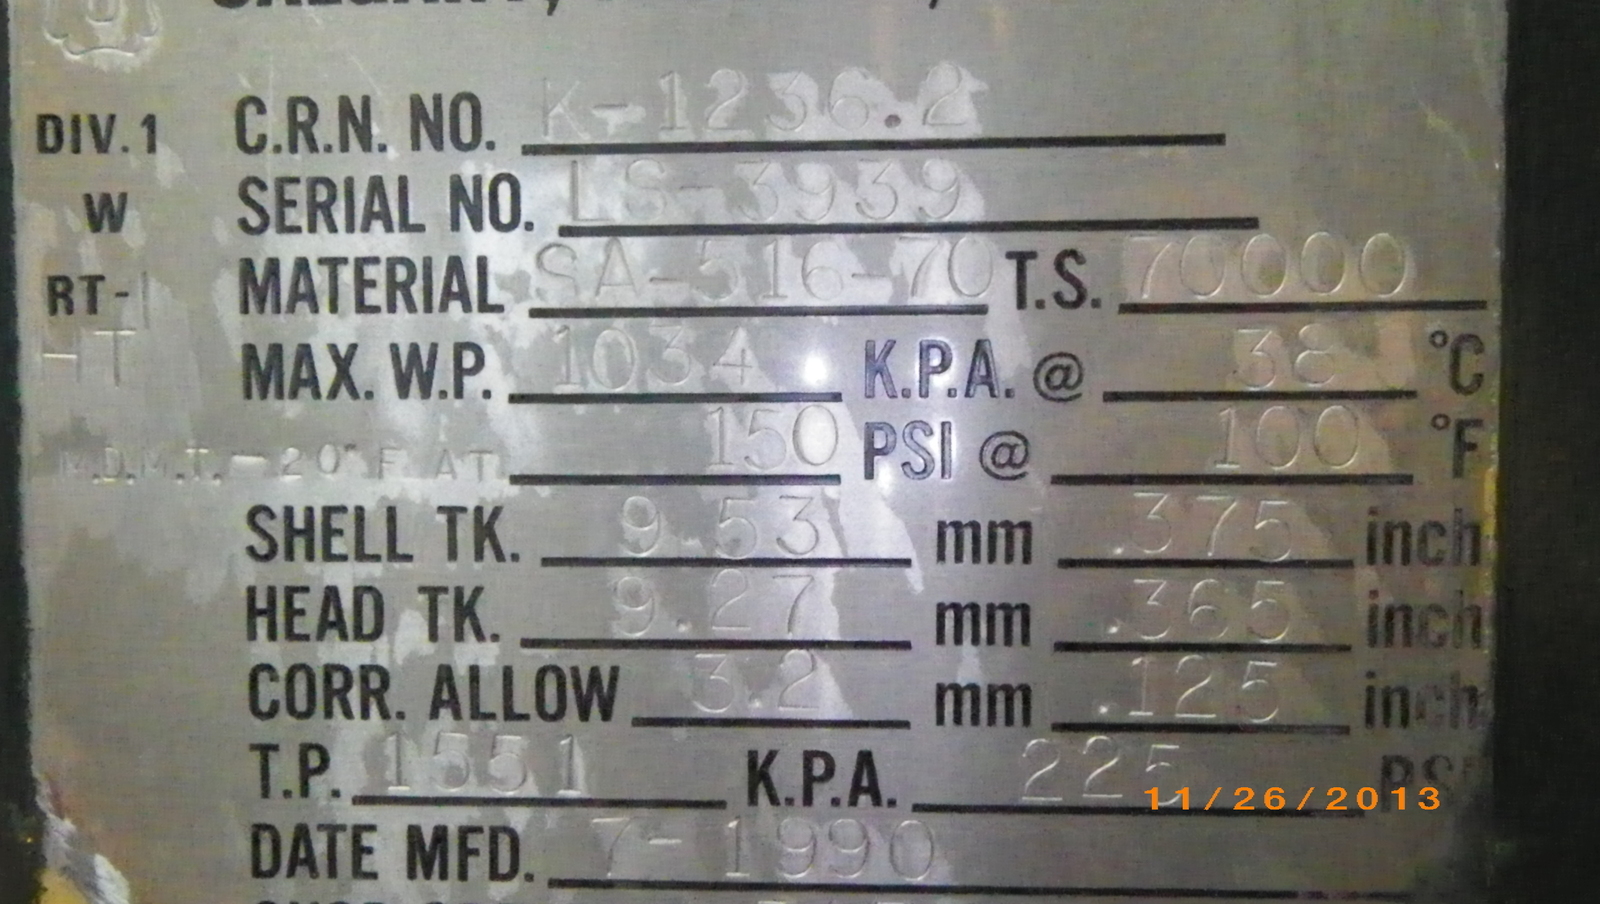 DIV. 1 C.R.N. NO. K-1236.2
W SERIAL NO. LS-3939
RT-1 MATERIAL SA-516-70 T.S. 70000
HT MAX. W.P. 1034 K.P.A. @ 38 °C
M.D.M.T. -20° F AT 150 PSI @ 100 °F
SHELL TK. 9.53 mm .375 inch
HEAD TK. 9.27 mm .365 inch
CORR. ALLOW 3.2 mm .125 inch
T.P. 1551 K.P.A. 225 PSI
11/26/2013
DATE MFD. 7-1990